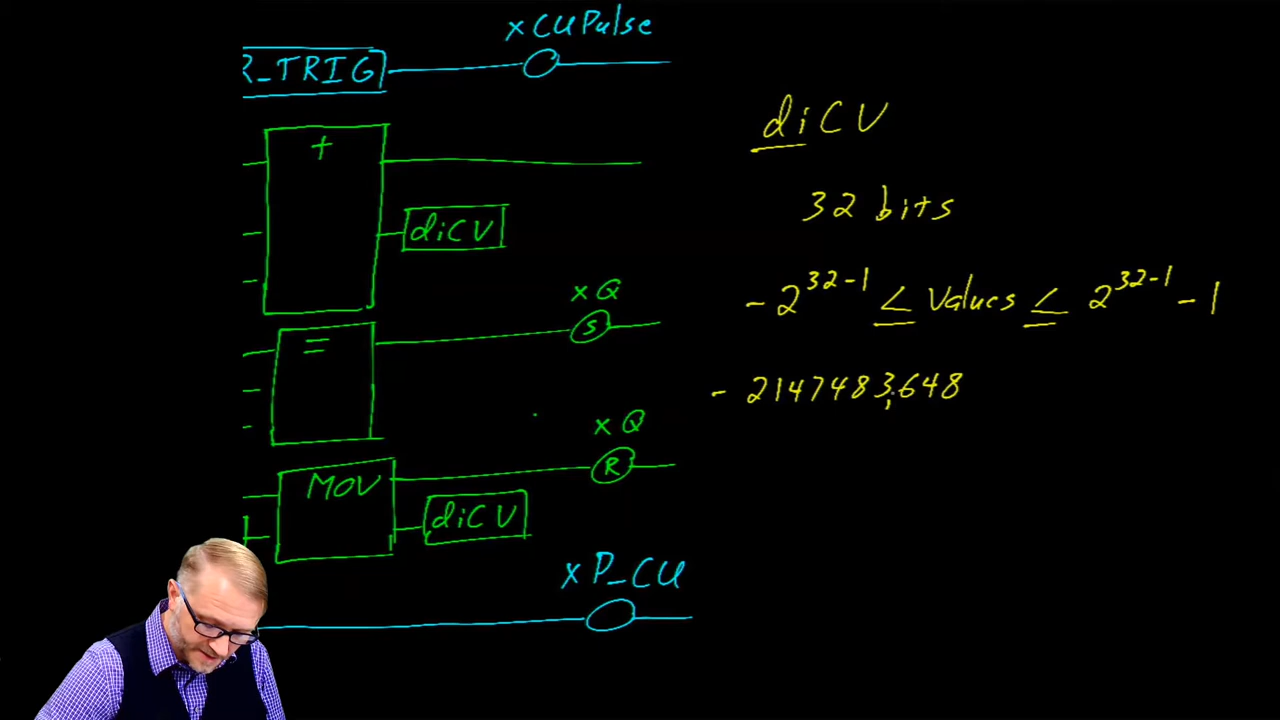 xCUPulse
R_TRIG
+
diCV
=
xQ
S
MOV
xQ
R
diCV
xP_CU
diCV
32 bits
-2^32-1 ≤ Values ≤ 2^32-1 -1
- 2147483,648